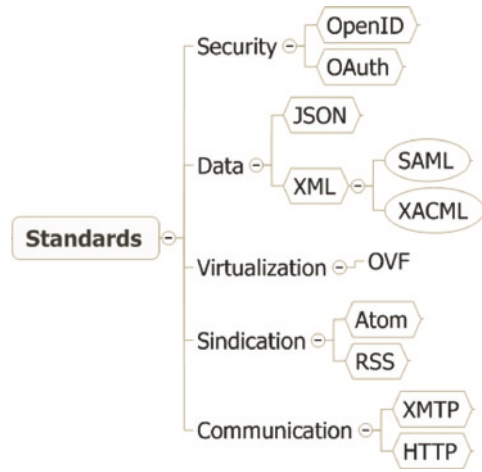 OpenID
Security
OAuth
JSON
Data
SAML
XML
XACML
Standards
Virtualization
OVF
Atom
Sindication
RSS
XMTP
Communication
HTTP